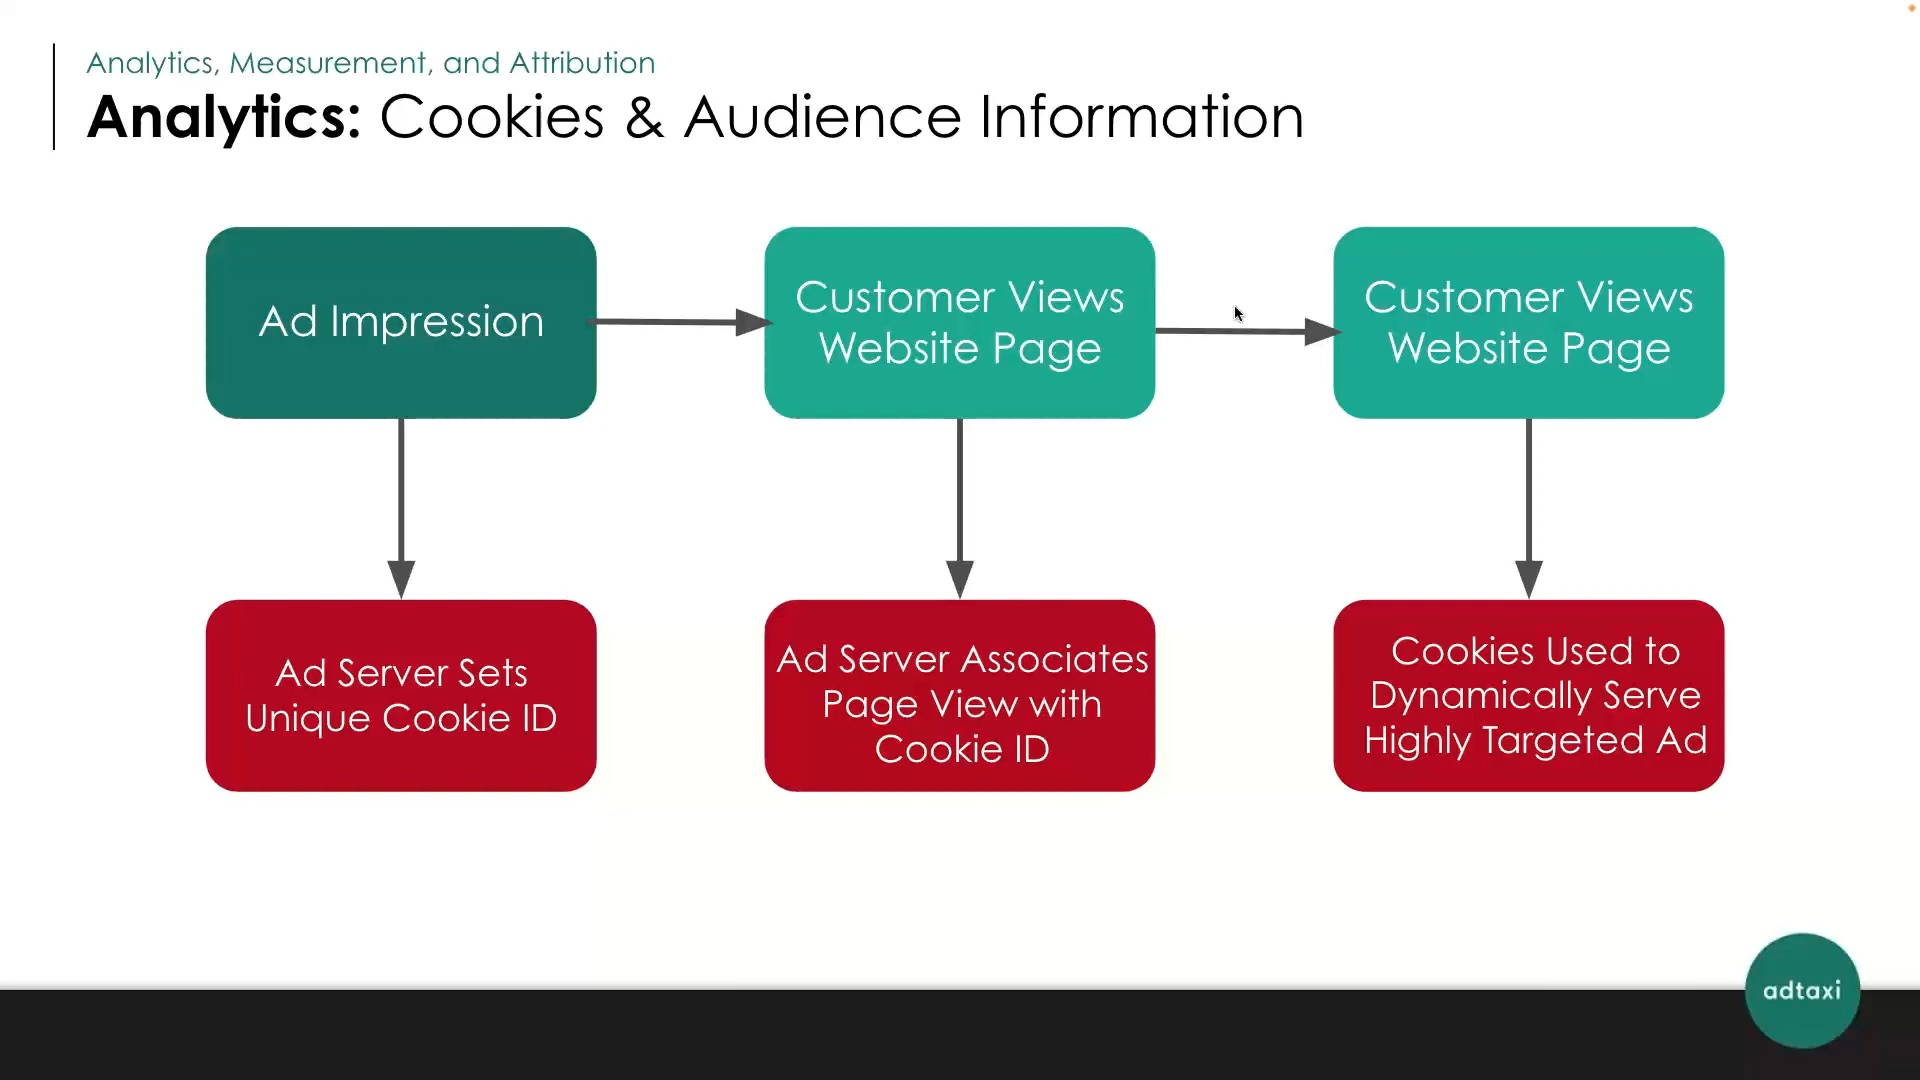 Analytics, Measurement, and Attribution
Analytics: Cookies & Audience Information
Ad Impression
Customer Views
Website Page
Customer Views
Website Page
Ad Server Sets
Unique Cookie ID
Ad Server Associates
Page View with
Cookie ID
Cookies Used to
Dynamically Serve
Highly Targeted Ad
adtaxi